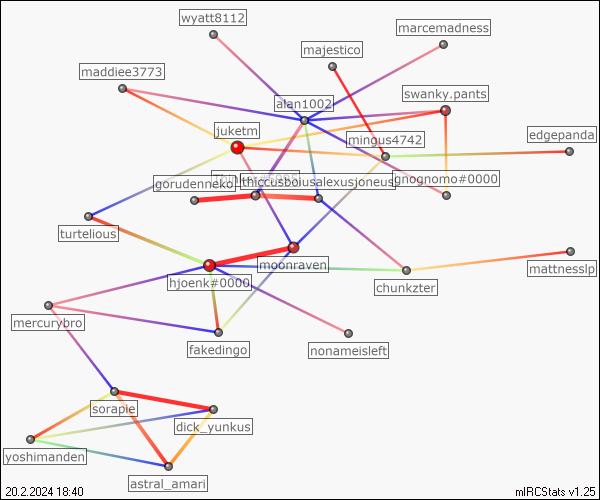 wyatt8112
marcemadness
majestico
maddiee3773
swanky.pants
alan1002
juketm
mingus4742
edgepanda
gorudenneko
thiccusboiusalexusjoneus
gnognomo#0000
turtelious
moonraven
mattnesslp
hjoenk#0000
chunkzter
mercurybro
fakedingo
nonameisleft
sorapie
dick_yunkus
yoshimanden
astral_amari
20.2.2024 18:40
mIRCStats v1.25